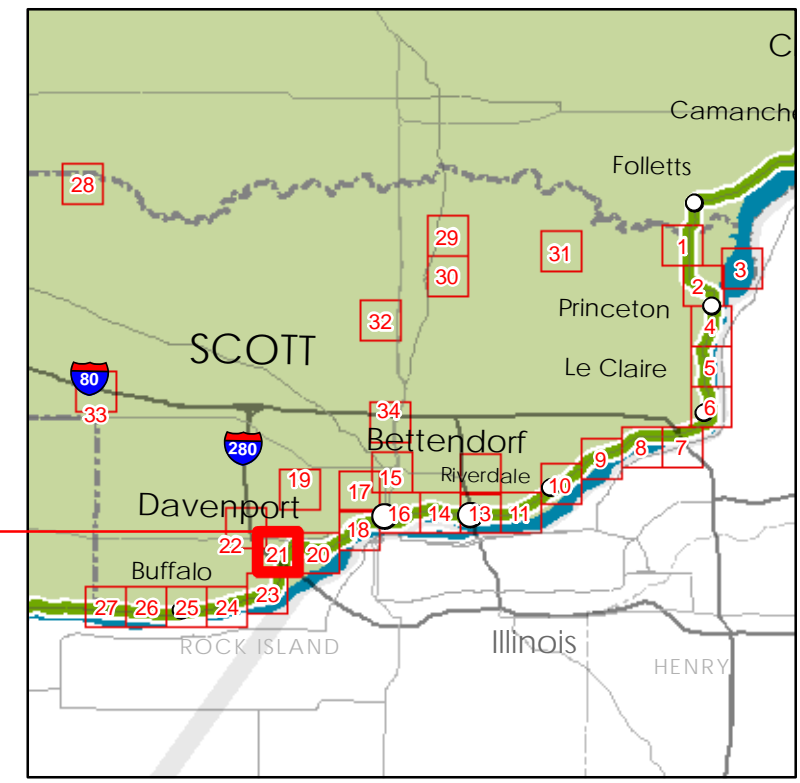 C
Camanche
Folletts
28
29
1
31
30
3
2
Princeton
4
32
SCOTT
Le Claire
5
80
33
34
6
Bettendorf
280
9
8
7
15
Riverdale
19
17
10
Davenport
16
14
13
11
22
18
21
20
Buffalo
23
27
26
25
24
ROCK ISLAND
Illinois
HENRY